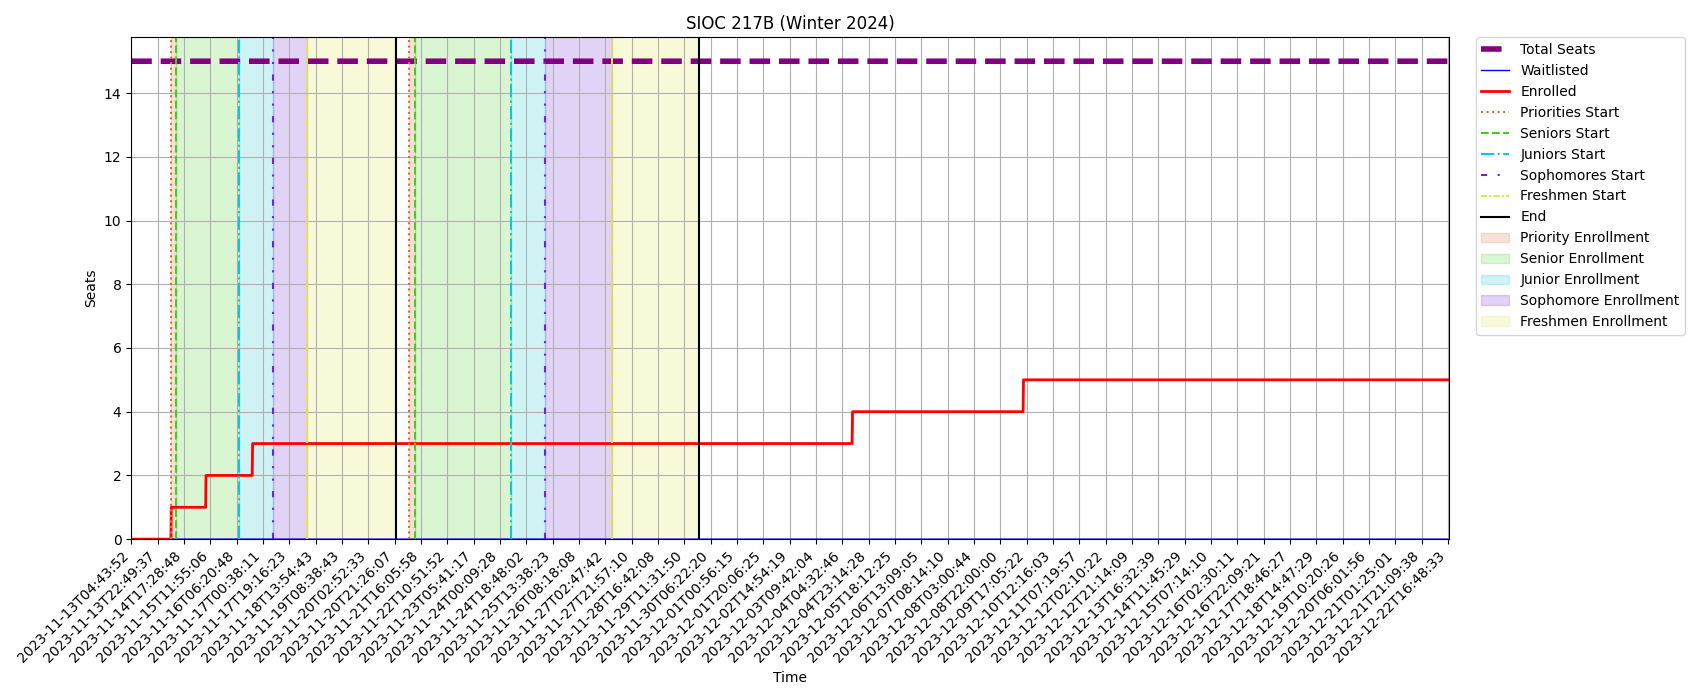 SIOC 217B (Winter 2024)
Seats
14
12
10
8
6
4
2
0
2023-11-13T04:43:52
2023-11-13T22:49:37
2023-11-14T17:28:48
2023-11-15T11:55:06
2023-11-16T06:20:48
2023-11-17T00:38:11
2023-11-17T19:16:23
2023-11-18T13:54:43
2023-11-19T08:38:43
2023-11-20T02:52:33
2023-11-20T21:26:07
2023-11-21T16:05:58
2023-11-22T10:51:52
2023-11-23T05:41:17
2023-11-24T00:09:28
2023-11-24T18:48:02
2023-11-25T13:38:23
2023-11-26T08:18:08
2023-11-27T02:47:42
2023-11-27T21:57:10
2023-11-28T16:42:08
2023-11-29T11:31:50
2023-11-30T06:22:20
2023-12-01T00:56:15
2023-12-01T20:06:25
2023-12-02T14:54:19
2023-12-03T09:42:04
2023-12-04T04:32:46
2023-12-04T23:14:28
2023-12-05T18:12:25
2023-12-06T13:09:05
2023-12-07T08:14:10
2023-12-08T03:00:44
2023-12-08T22:00:00
2023-12-09T17:05:22
2023-12-10T12:16:03
2023-12-11T07:19:57
2023-12-12T02:10:22
2023-12-12T21:14:09
2023-12-13T16:32:39
2023-12-14T11:45:29
2023-12-15T07:14:10
2023-12-16T02:30:11
2023-12-16T22:09:21
2023-12-17T18:46:27
2023-12-18T14:47:29
2023-12-19T10:20:26
2023-12-20T06:01:56
2023-12-21T01:25:01
2023-12-21T21:09:38
2023-12-22T16:48:33
Time
Total Seats
Waitlisted
Enrolled
Priorities Start
Seniors Start
Juniors Start
Sophomores Start
Freshmen Start
End
Priority Enrollment
Senior Enrollment
Junior Enrollment
Sophomore Enrollment
Freshmen Enrollment